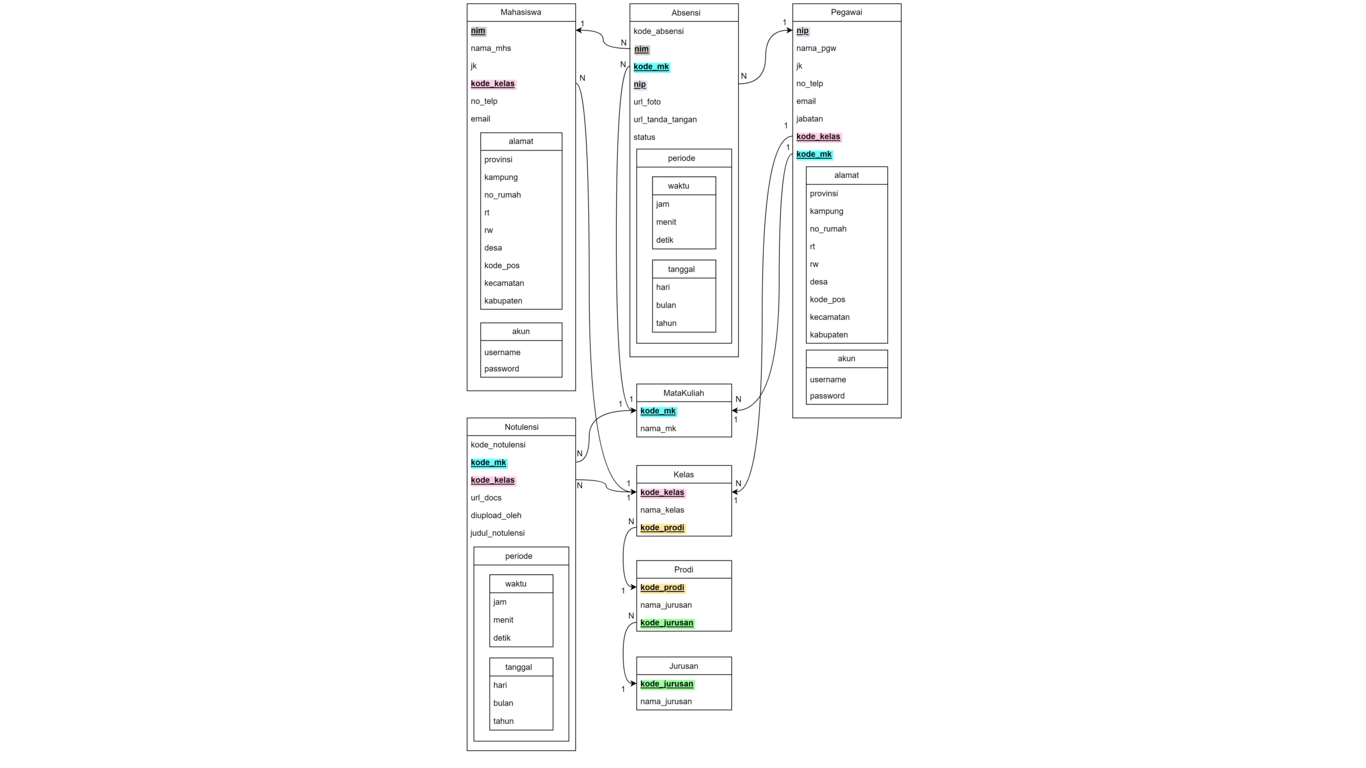 Mahasiswa
nim
nama_mhs
jk
kode_kelas
no_telp
email
alamat
provinsi
kampung
no_rumah
rt
rw
desa
kode_pos
kecamatan
kabupaten
akun
username
password
1
N
Absensi
kode_absensi
nim
kode_mk
nip
url_foto
url_tanda_tangan
status
periode
waktu
jam
menit
detik
tanggal
hari
bulan
tahun
N
N
N
Pegawai
nip
nama_pgw
jk
no_telp
email
jabatan
kode_kelas
kode_mk
alamat
provinsi
kampung
no_rumah
rt
rw
desa
kode_pos
kecamatan
kabupaten
akun
username
password
1
1
1
MataKuliah
kode_mk
nama_mk
1
1
N
1
Notulensi
kode_notulensi
kode_mk
kode_kelas
url_docs
diupload_oleh
judul_notulensi
periode
waktu
jam
menit
detik
tanggal
hari
bulan
tahun
N
N
Kelas
kode_kelas
nama_kelas
kode_prodi
1
1
N
1
N
Prodi
kode_prodi
nama_jurusan
kode_jurusan
1
N
Jurusan
kode_jurusan
nama_jurusan
1